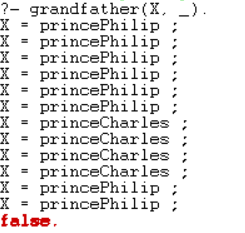 ?- grandfather(X, _).
X = princePhilip ;
X = princePhilip ;
X = princePhilip ;
X = princePhilip ;
X = princePhilip ;
X = princePhilip ;
X = princeCharles ;
X = princeCharles ;
X = princeCharles ;
X = princeCharles ;
X = princePhilip ;
X = princePhilip ;
false.